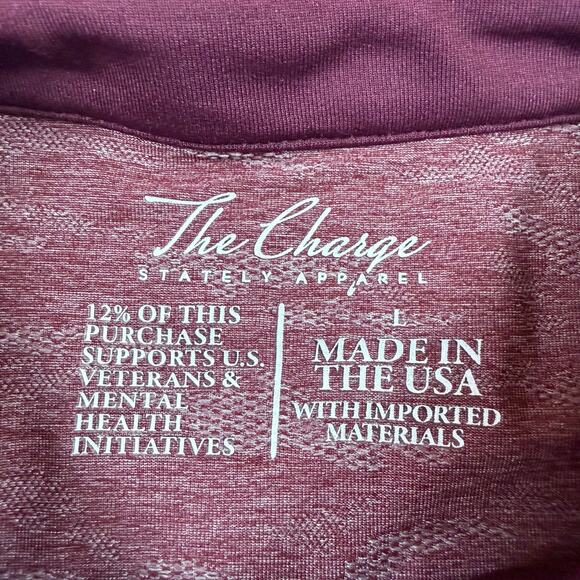 The Charge
STATELY APPAREL
12% OF THIS
PURCHASE
SUPPORTS U.S.
VETERANS &
MENTAL
HEALTH
INITIATIVES
L
MADE IN
THE USA
WITH IMPORTED
MATERIALS